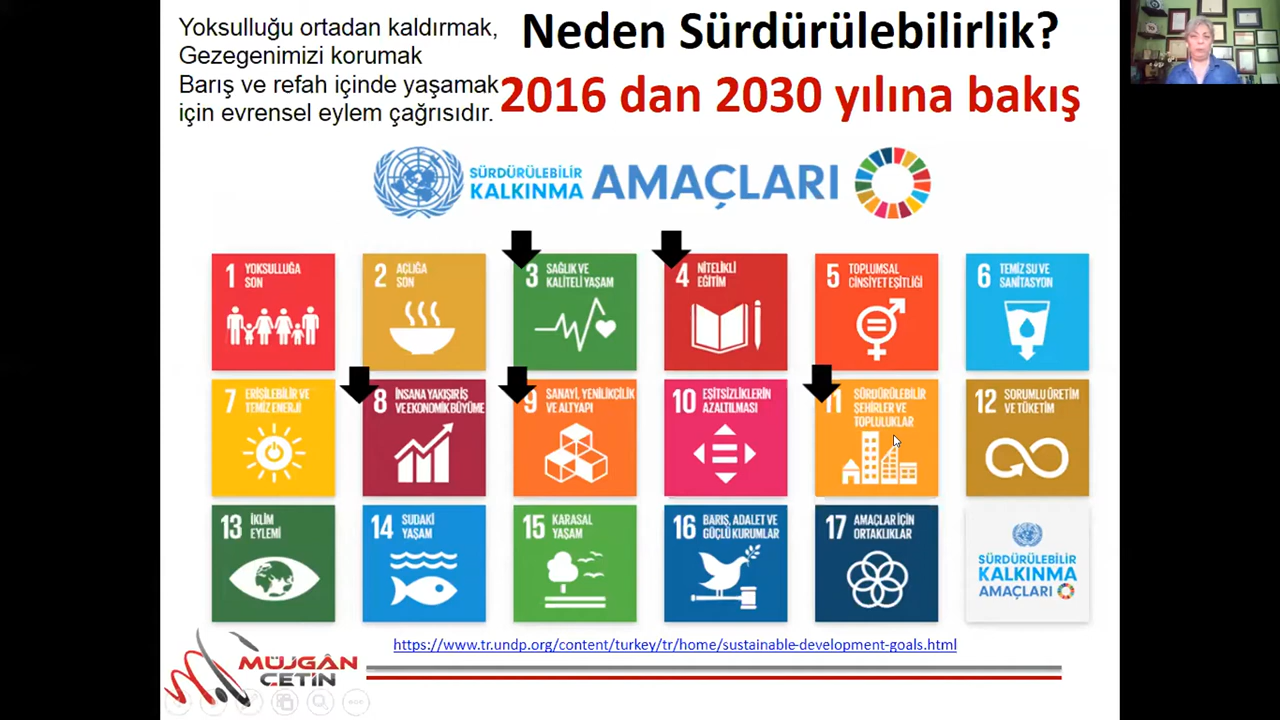 Yoksulluğu ortadan kaldırmak,
Gezegenimizi korumak
Barış ve refah içinde yaşamak
için evrensel eylem çağrısıdır.
Neden Sürdürülebilirlik?
2016 dan 2030 yılına bakış
SÜRDÜRÜLEBİLİR
KALKINMA
AMAÇLARI
1 YOKSULLUĞA
SON
2 AÇLIĞA
SON
3 SAĞLIK VE
KALİTELİ YAŞAM
4 NİTELİKLİ
EĞİTİM
5 TOPLUMSAL
CİNSİYET EŞİTLİĞİ
6 TEMİZ SU VE
SANİTASYON
7 ERİŞİLEBİLİR VE
TEMİZ ENERJİ
8 İNSANA YAKIŞIR İŞ
VE EKONOMİK BÜYÜME
9 SANAYİ, YENİLİKÇİLİK
VE ALTYAPI
10 EŞİTSİZLİKLERİN
AZALTILMASI
11 SÜRDÜRÜLEBİLİR
ŞEHİRLER VE
TOPLULUKLAR
12 SORUMLU ÜRETİM
VE TÜKETİM
13 İKLİM
EYLEMİ
14 SUDAKİ
YAŞAM
15 KARASAL
YAŞAM
16 BARIŞ, ADALET VE
GÜÇLÜ KURUMLAR
17 AMAÇLAR İÇİN
ORTAKLIKLAR
SÜRDÜRÜLEBİLİR
KALKINMA
AMAÇLARI
https://www.tr.undp.org/content/turkey/tr/home/sustainable-development-goals.html
MÜJGÂN
ÇETİN